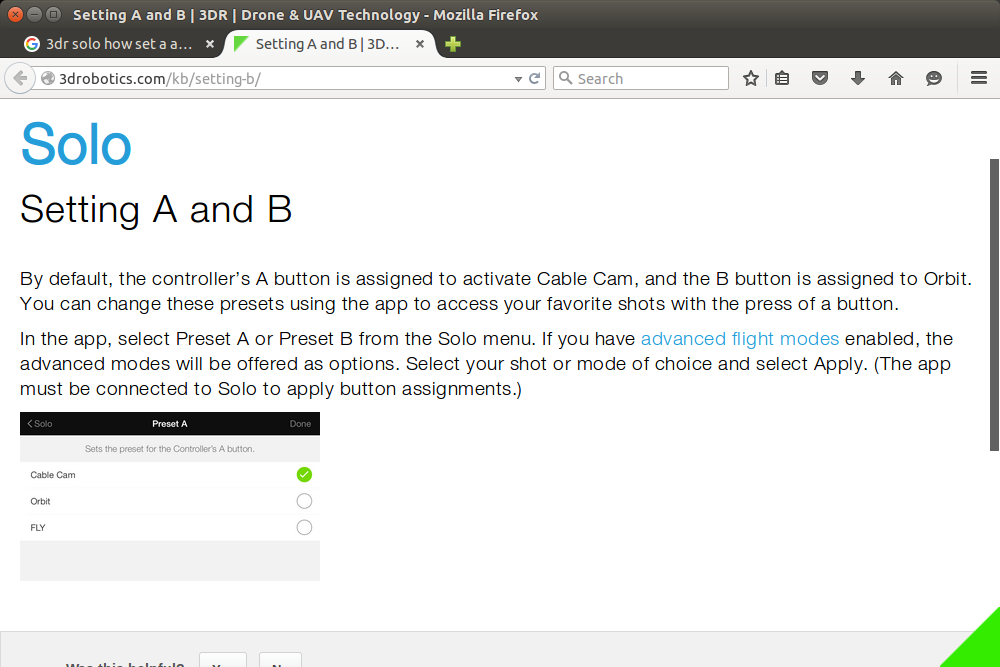 Setting A and B | 3DR | Drone & UAV Technology - Mozilla Firefox
3dr solo how set a a...
Setting A and B | 3D...
3drobotics.com/kb/setting-b/
Search
Solo
Setting A and B
By default, the controller’s A button is assigned to activate Cable Cam, and the B button is assigned to Orbit.
You can change these presets using the app to access your favorite shots with the press of a button.
In the app, select Preset A or Preset B from the Solo menu. If you have advanced flight modes enabled, the
advanced modes will be offered as options. Select your shot or mode of choice and select Apply. (The app
must be connected to Solo to apply button assignments.)
Solo
Preset A
Done
Sets the preset for the Controller's A button.
Cable Cam
Orbit
FLY
Was this helpful?